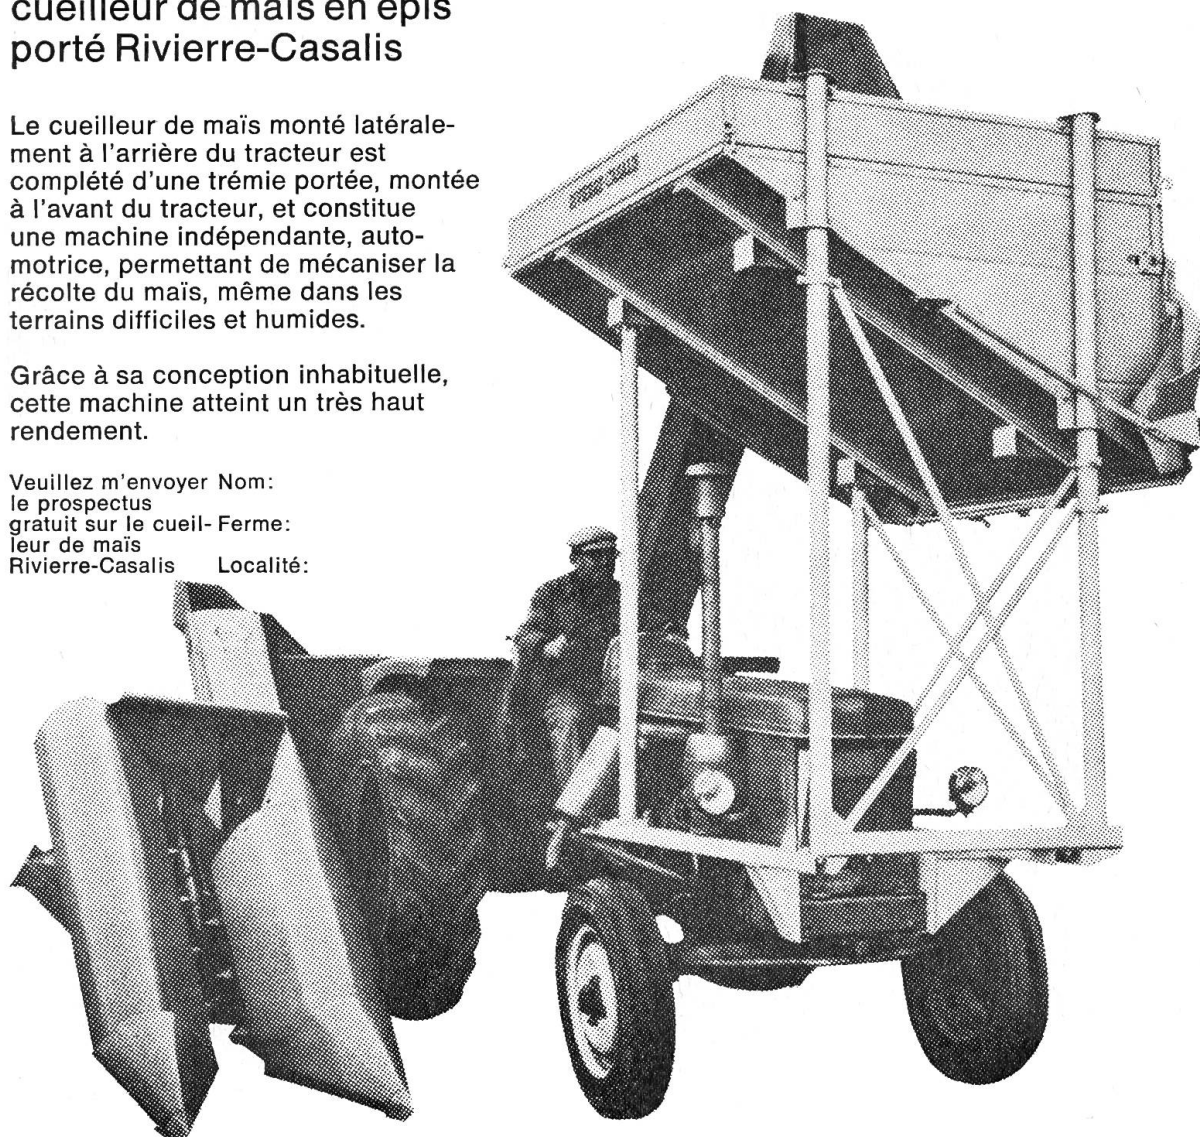 cueilleur de maïs en épis
porté Rivierre-Casalis
Le cueilleur de maïs monté latérale-
ment à l'arrière du tracteur est
complété d'une trémie portée, montée
à l'avant du tracteur, et constitue
une machine indépendante, auto-
motrice, permettant de mécaniser la
récolte du maïs, même dans les
terrains difficiles et humides.
Grâce à sa conception inhabituelle,
cette machine atteint un très haut
rendement.
Veuillez m'envoyer Nom:
le prospectus
gratuit sur le cueil- Ferme:
leur de maïs
Rivierre-Casalis Localité:
RIVIERRE-CASALIS